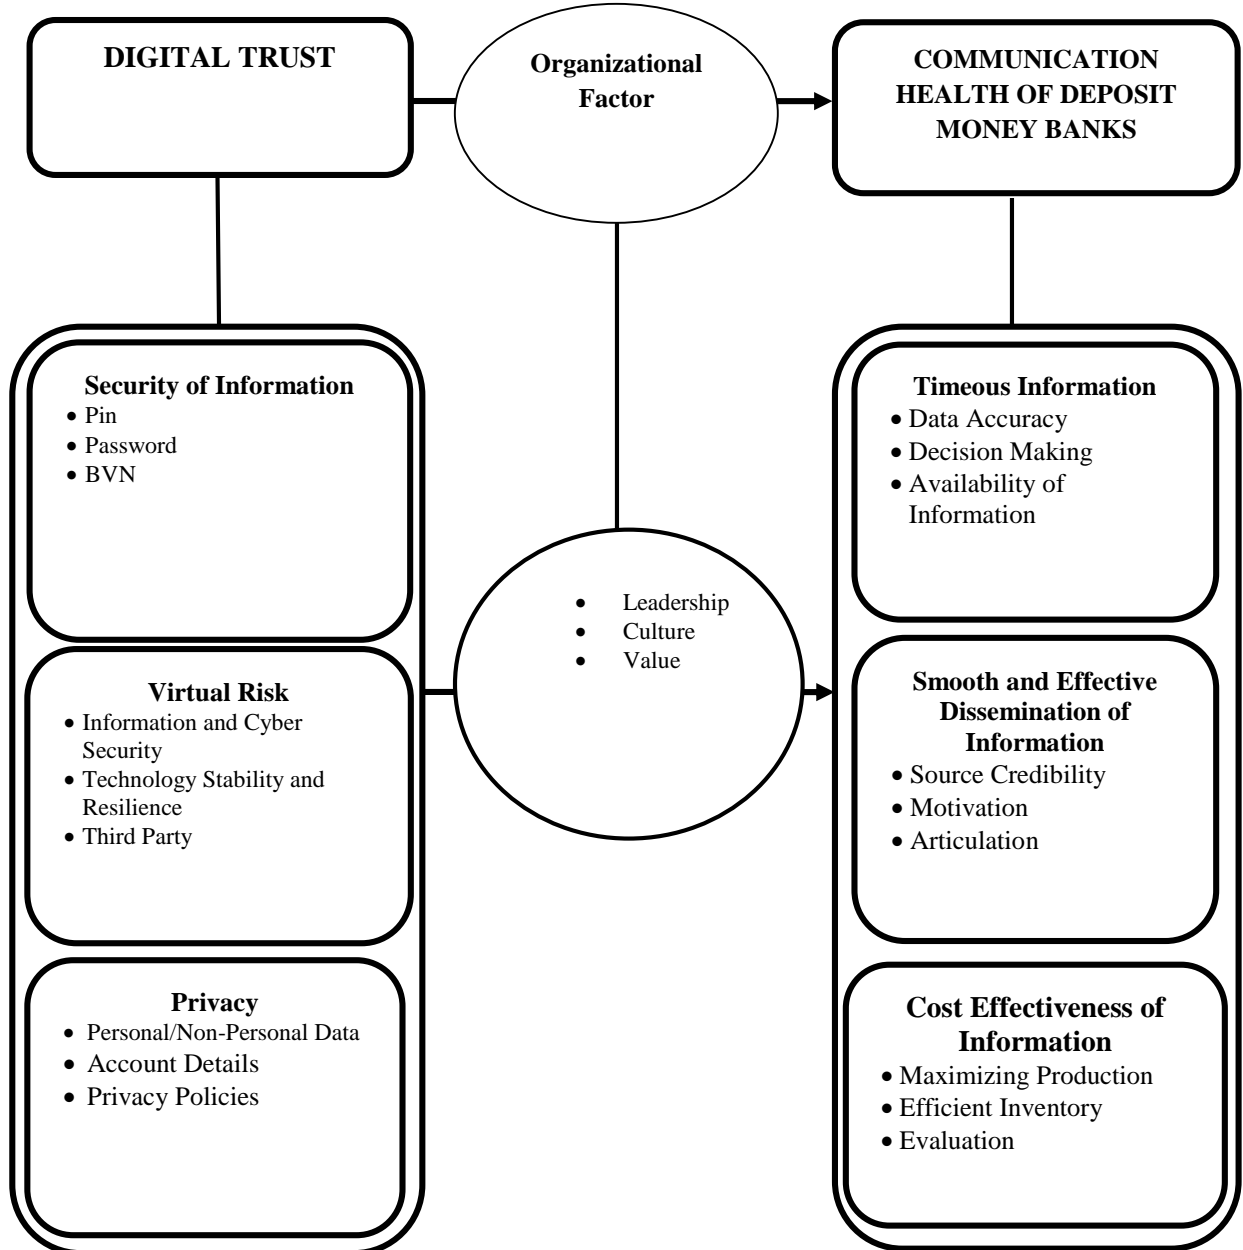 DIGITAL TRUST
Organizational
Factor
COMMUNICATION
HEALTH OF DEPOSIT
MONEY BANKS
Security of Information
• Pin
• Password
• BVN
Virtual Risk
• Information and Cyber
Security
• Technology Stability and
Resilience
• Third Party
Privacy
• Personal/Non-Personal Data
• Account Details
• Privacy Policies
• Leadership
• Culture
• Value
Timeous Information
• Data Accuracy
• Decision Making
• Availability of
Information
Smooth and Effective
Dissemination of
Information
• Source Credibility
• Motivation
• Articulation
Cost Effectiveness of
Information
• Maximizing Production
• Efficient Inventory
• Evaluation